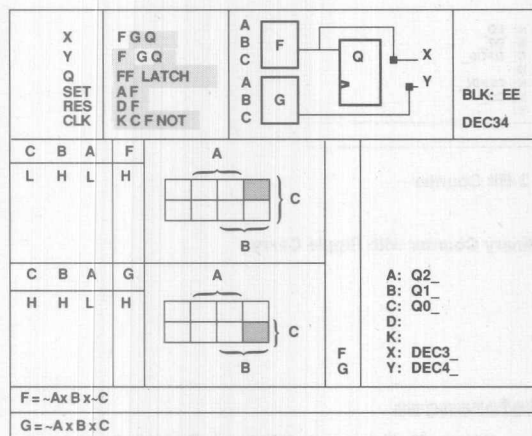 X F G Q
Y F G Q
Q FF LATCH
SET A F
RES D F
CLK K C F NOT
A
B
C
F
A
B
C
G
Q
X
Y
BLK: EE
DEC34
C B A F
L H L H
A
C
B
C B A G
H H L H
A
C
B
A: Q2_
B: Q1_
C: Q0_
D:
K:
F X: DEC3_
G Y: DEC4_
F = ~A x B x ~C
G = ~A x B x C